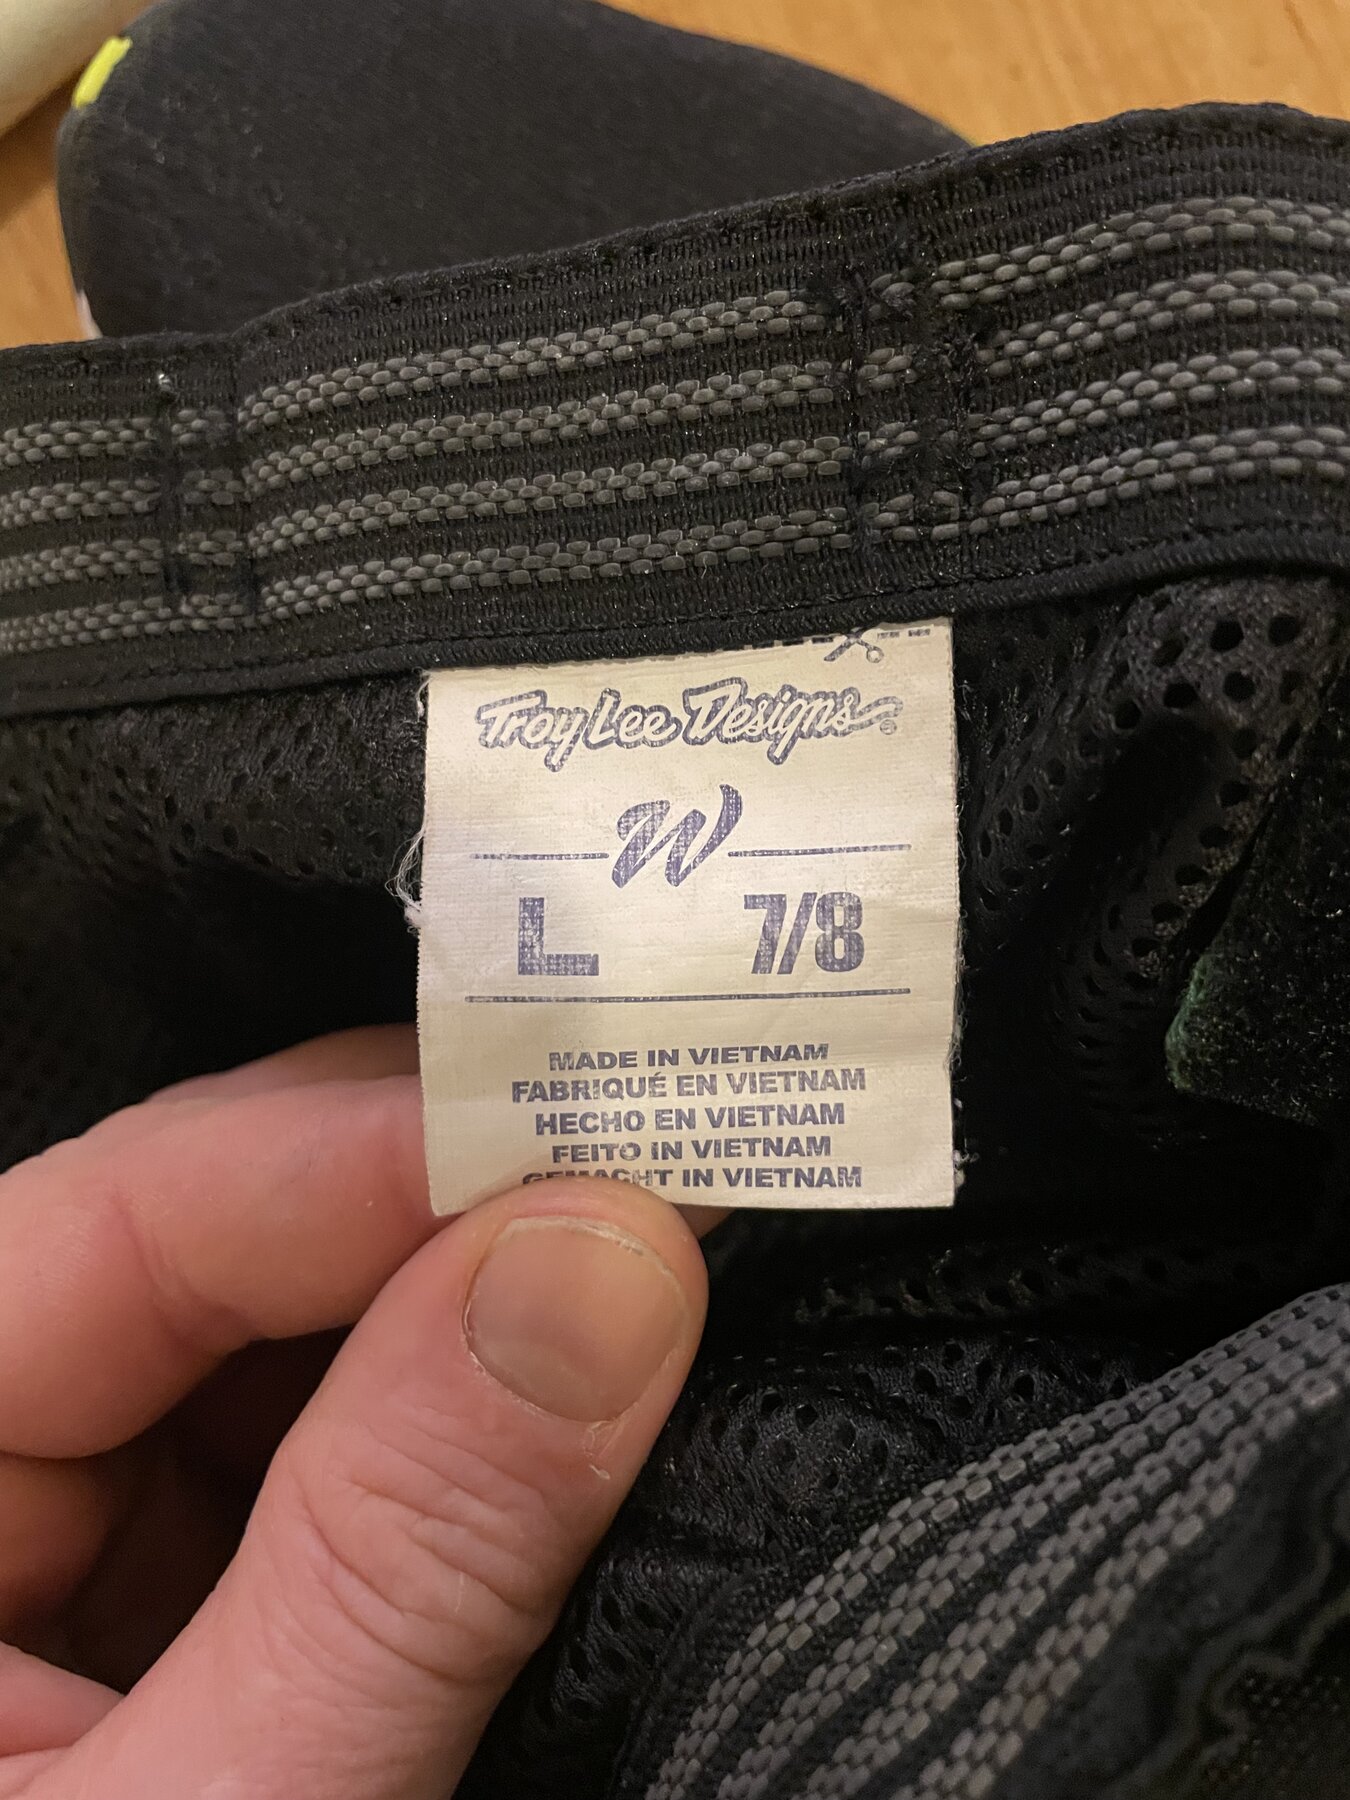 Troy Lee Designs®
W
L 7/8
MADE IN VIETNAM
FABRIQUÉ EN VIETNAM
HECHO EN VIETNAM
FEITO IN VIETNAM
GEMACHT IN VIETNAM